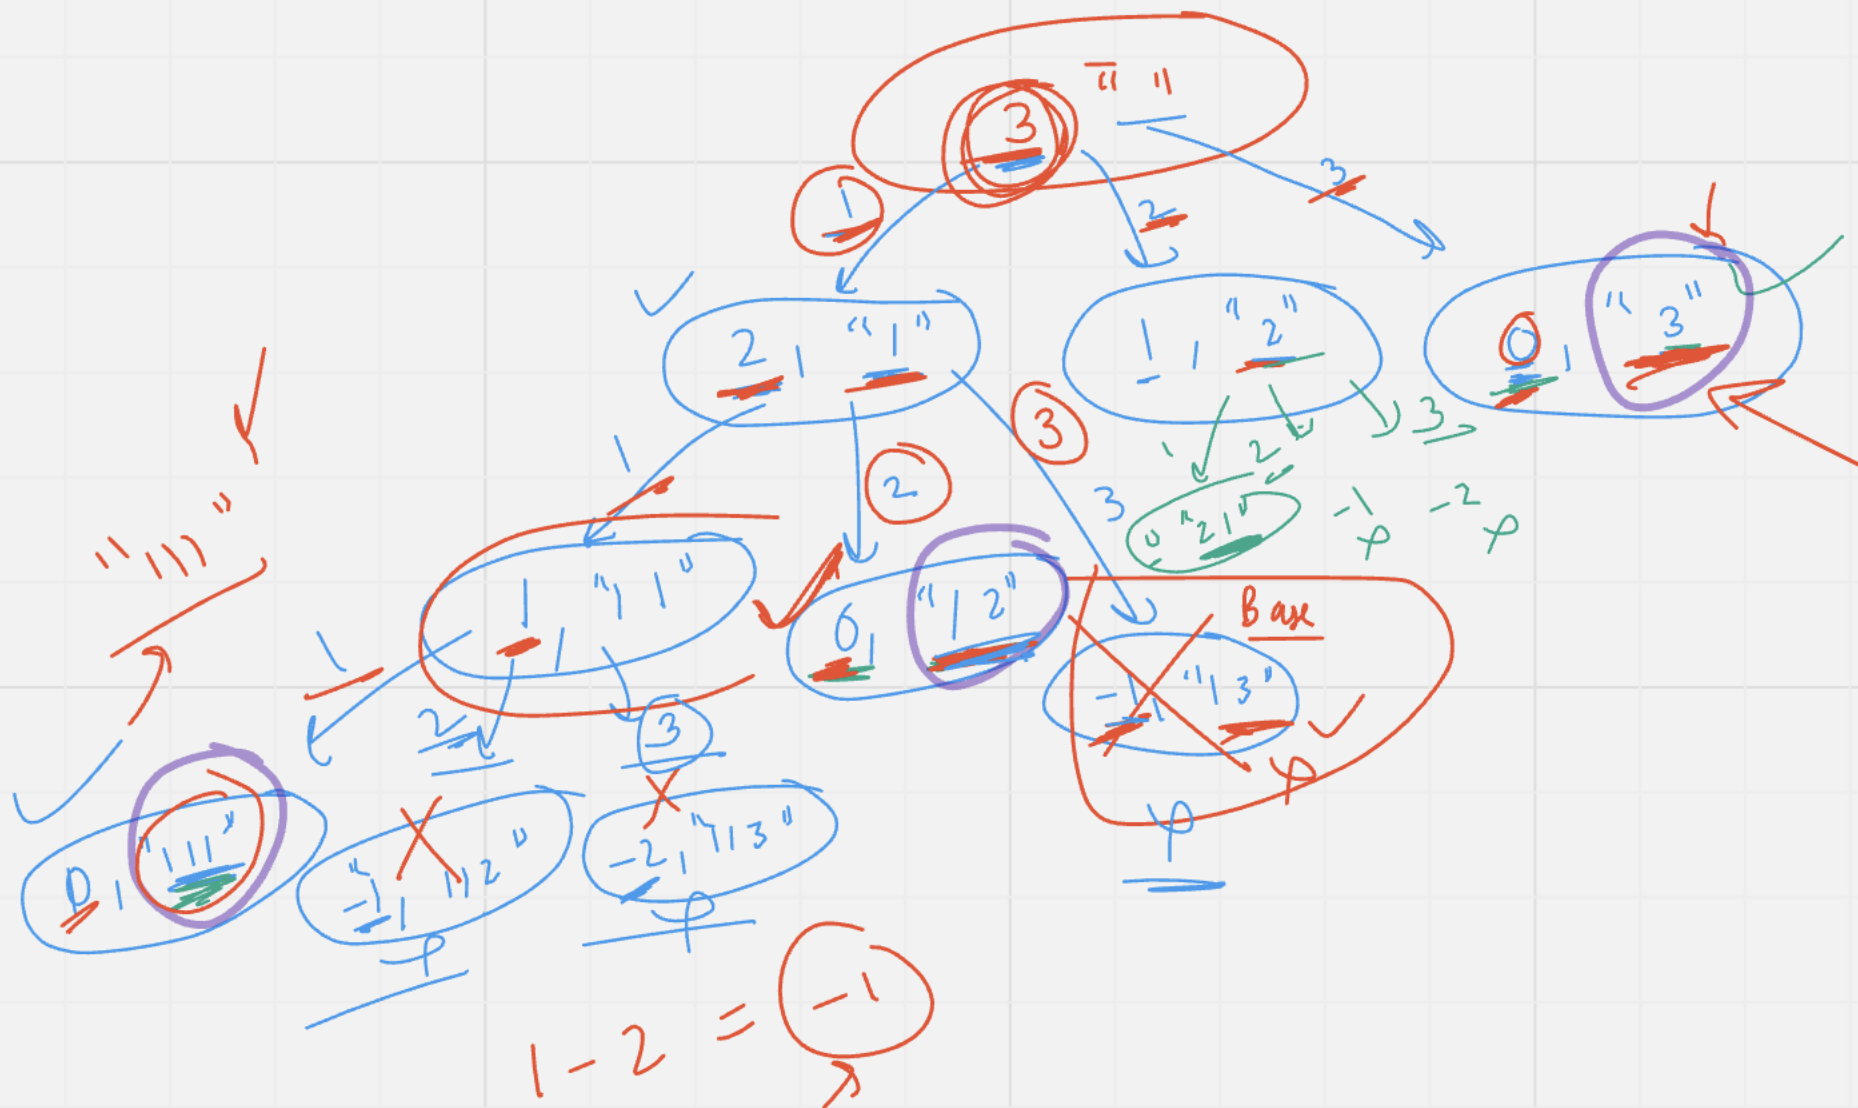 3 “ ”
1 2 3
2 , “1” 1 , “2” 0 , “3”
1 2 3 3 1 2 3
0 “21” -1 φ -2 φ
“111”
1 , “11” 0 , “12” -1 , “13” Base
φ
φ
1 2 3
0 , “111” -1 , “112” -2 , “113”
φ φ
1 - 2 = -1